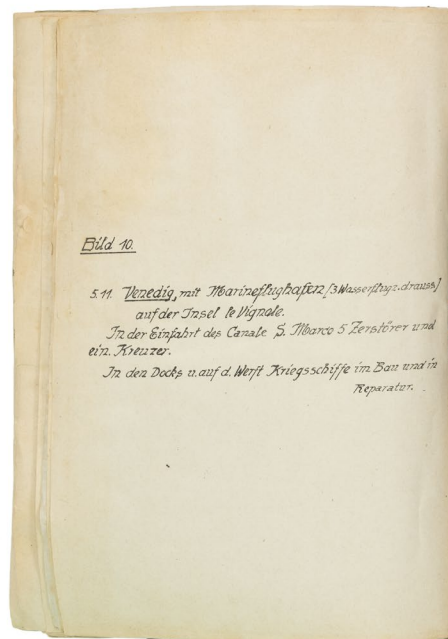 Bild 10.
5.11. Venedig, mit Marineflughafen [3 Wasserflugz. drauss]
auf der Insel le Vignole.
In der Einfahrt des Canale S. Marco 5 Zerstörer und
ein. Kreuzer.
In den Docks u. auf d. Werft Kriegsschiffe im Bau und in
Reparatur.